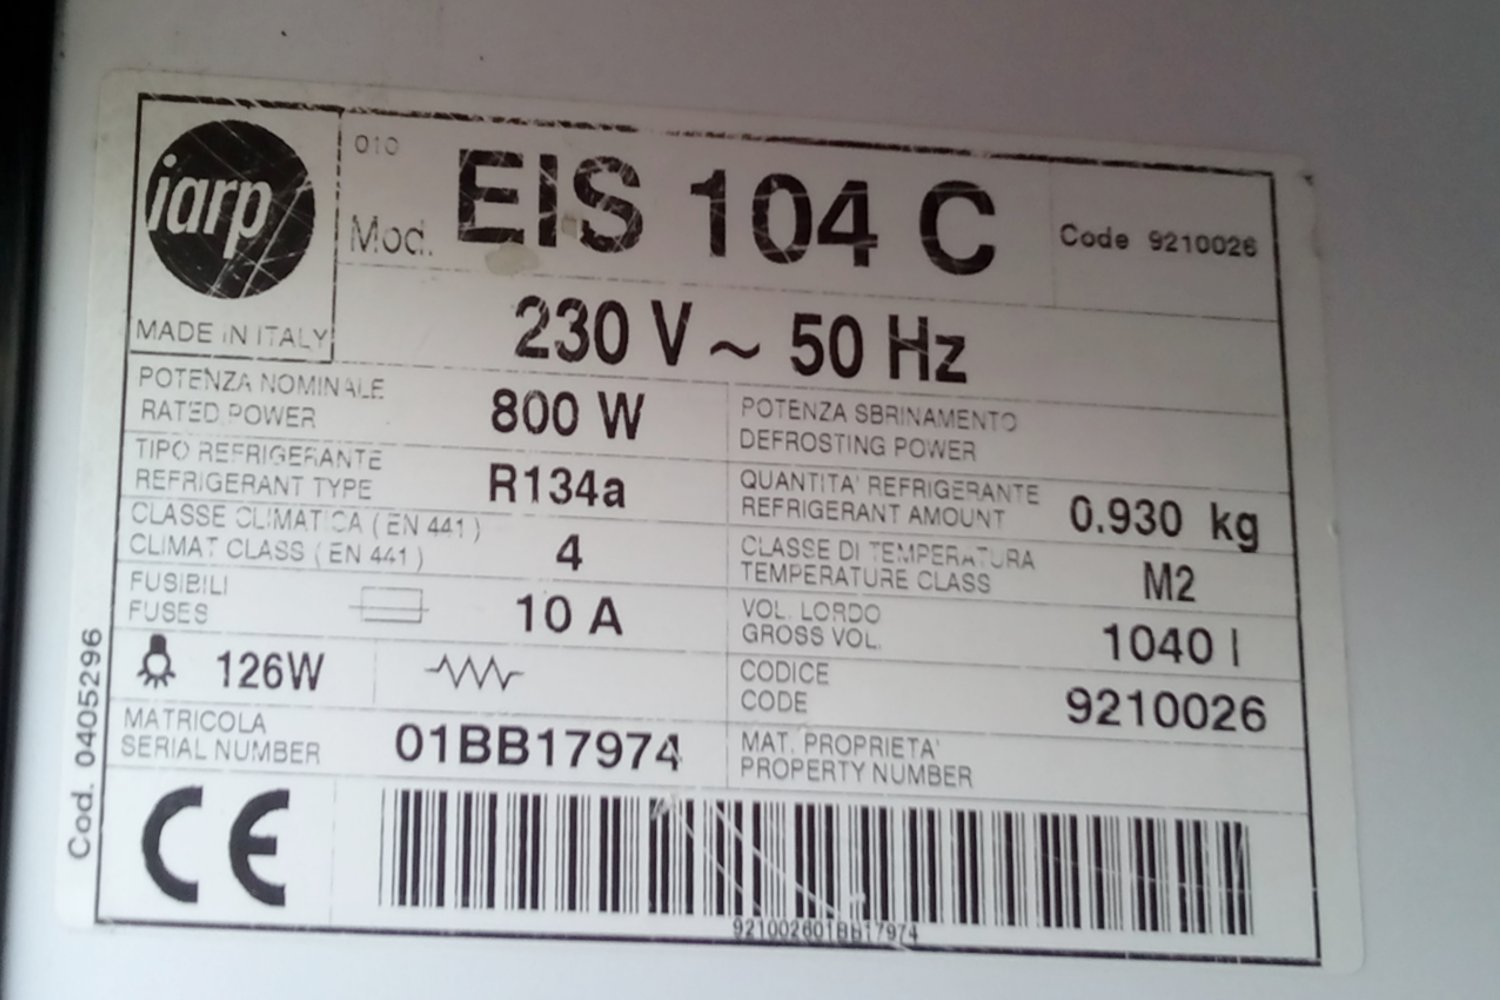 iarp
MADE IN ITALY
010
Mod. EIS 104 C
Code 9210026
230 V ~ 50 Hz
POTENZA NOMINALE
RATED POWER
800 W
POTENZA SBRINAMENTO
DEFROSTING POWER
TIPO REFRIGERANTE
REFRIGERANT TYPE
R134a
QUANTITA' REFRIGERANTE
REFRIGERANT AMOUNT
0.930 kg
CLASSE CLIMATICA ( EN 441 )
CLIMAT CLASS ( EN 441 )
4
CLASSE DI TEMPERATURA
TEMPERATURE CLASS
M2
FUSIBILI
FUSES
10 A
VOL. LORDO
GROSS VOL.
1040 l
126W
CODICE
CODE
9210026
MATRICOLA
SERIAL NUMBER
01BB17974
MAT. PROPRIETA'
PROPERTY NUMBER
CE
921002601BB17974
Cod. 0405296